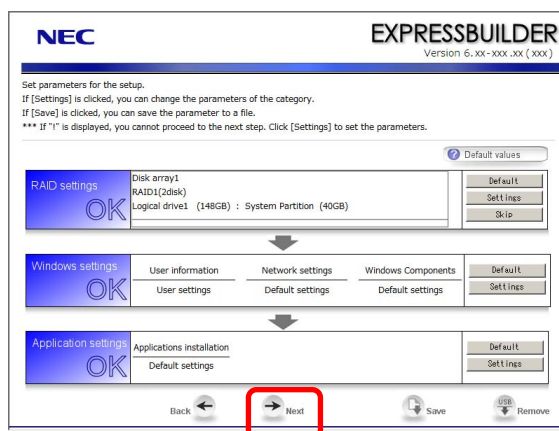 NEC
EXPRESSBUILDER
Version 6.xx-xxx.xx (xxx)
Set parameters for the setup.
If [Settings] is clicked, you can change the parameters of the category.
If [Save] is clicked, you can save the parameter to a file.
*** If "!" is displayed, you cannot proceed to the next step. Click [Settings] to set the parameters.
? Default values
RAID settings
OK
Disk array1
RAID1(2disk)
Logical drive1 (148GB) : System Partition (40GB)
Default
Settings
Skip
Windows settings
OK
User information Network settings Windows Components
User settings Default settings Default settings
Default
Settings
Application settings
OK
Applications installation
Default settings
Default
Settings
Back Next Save USB Remove